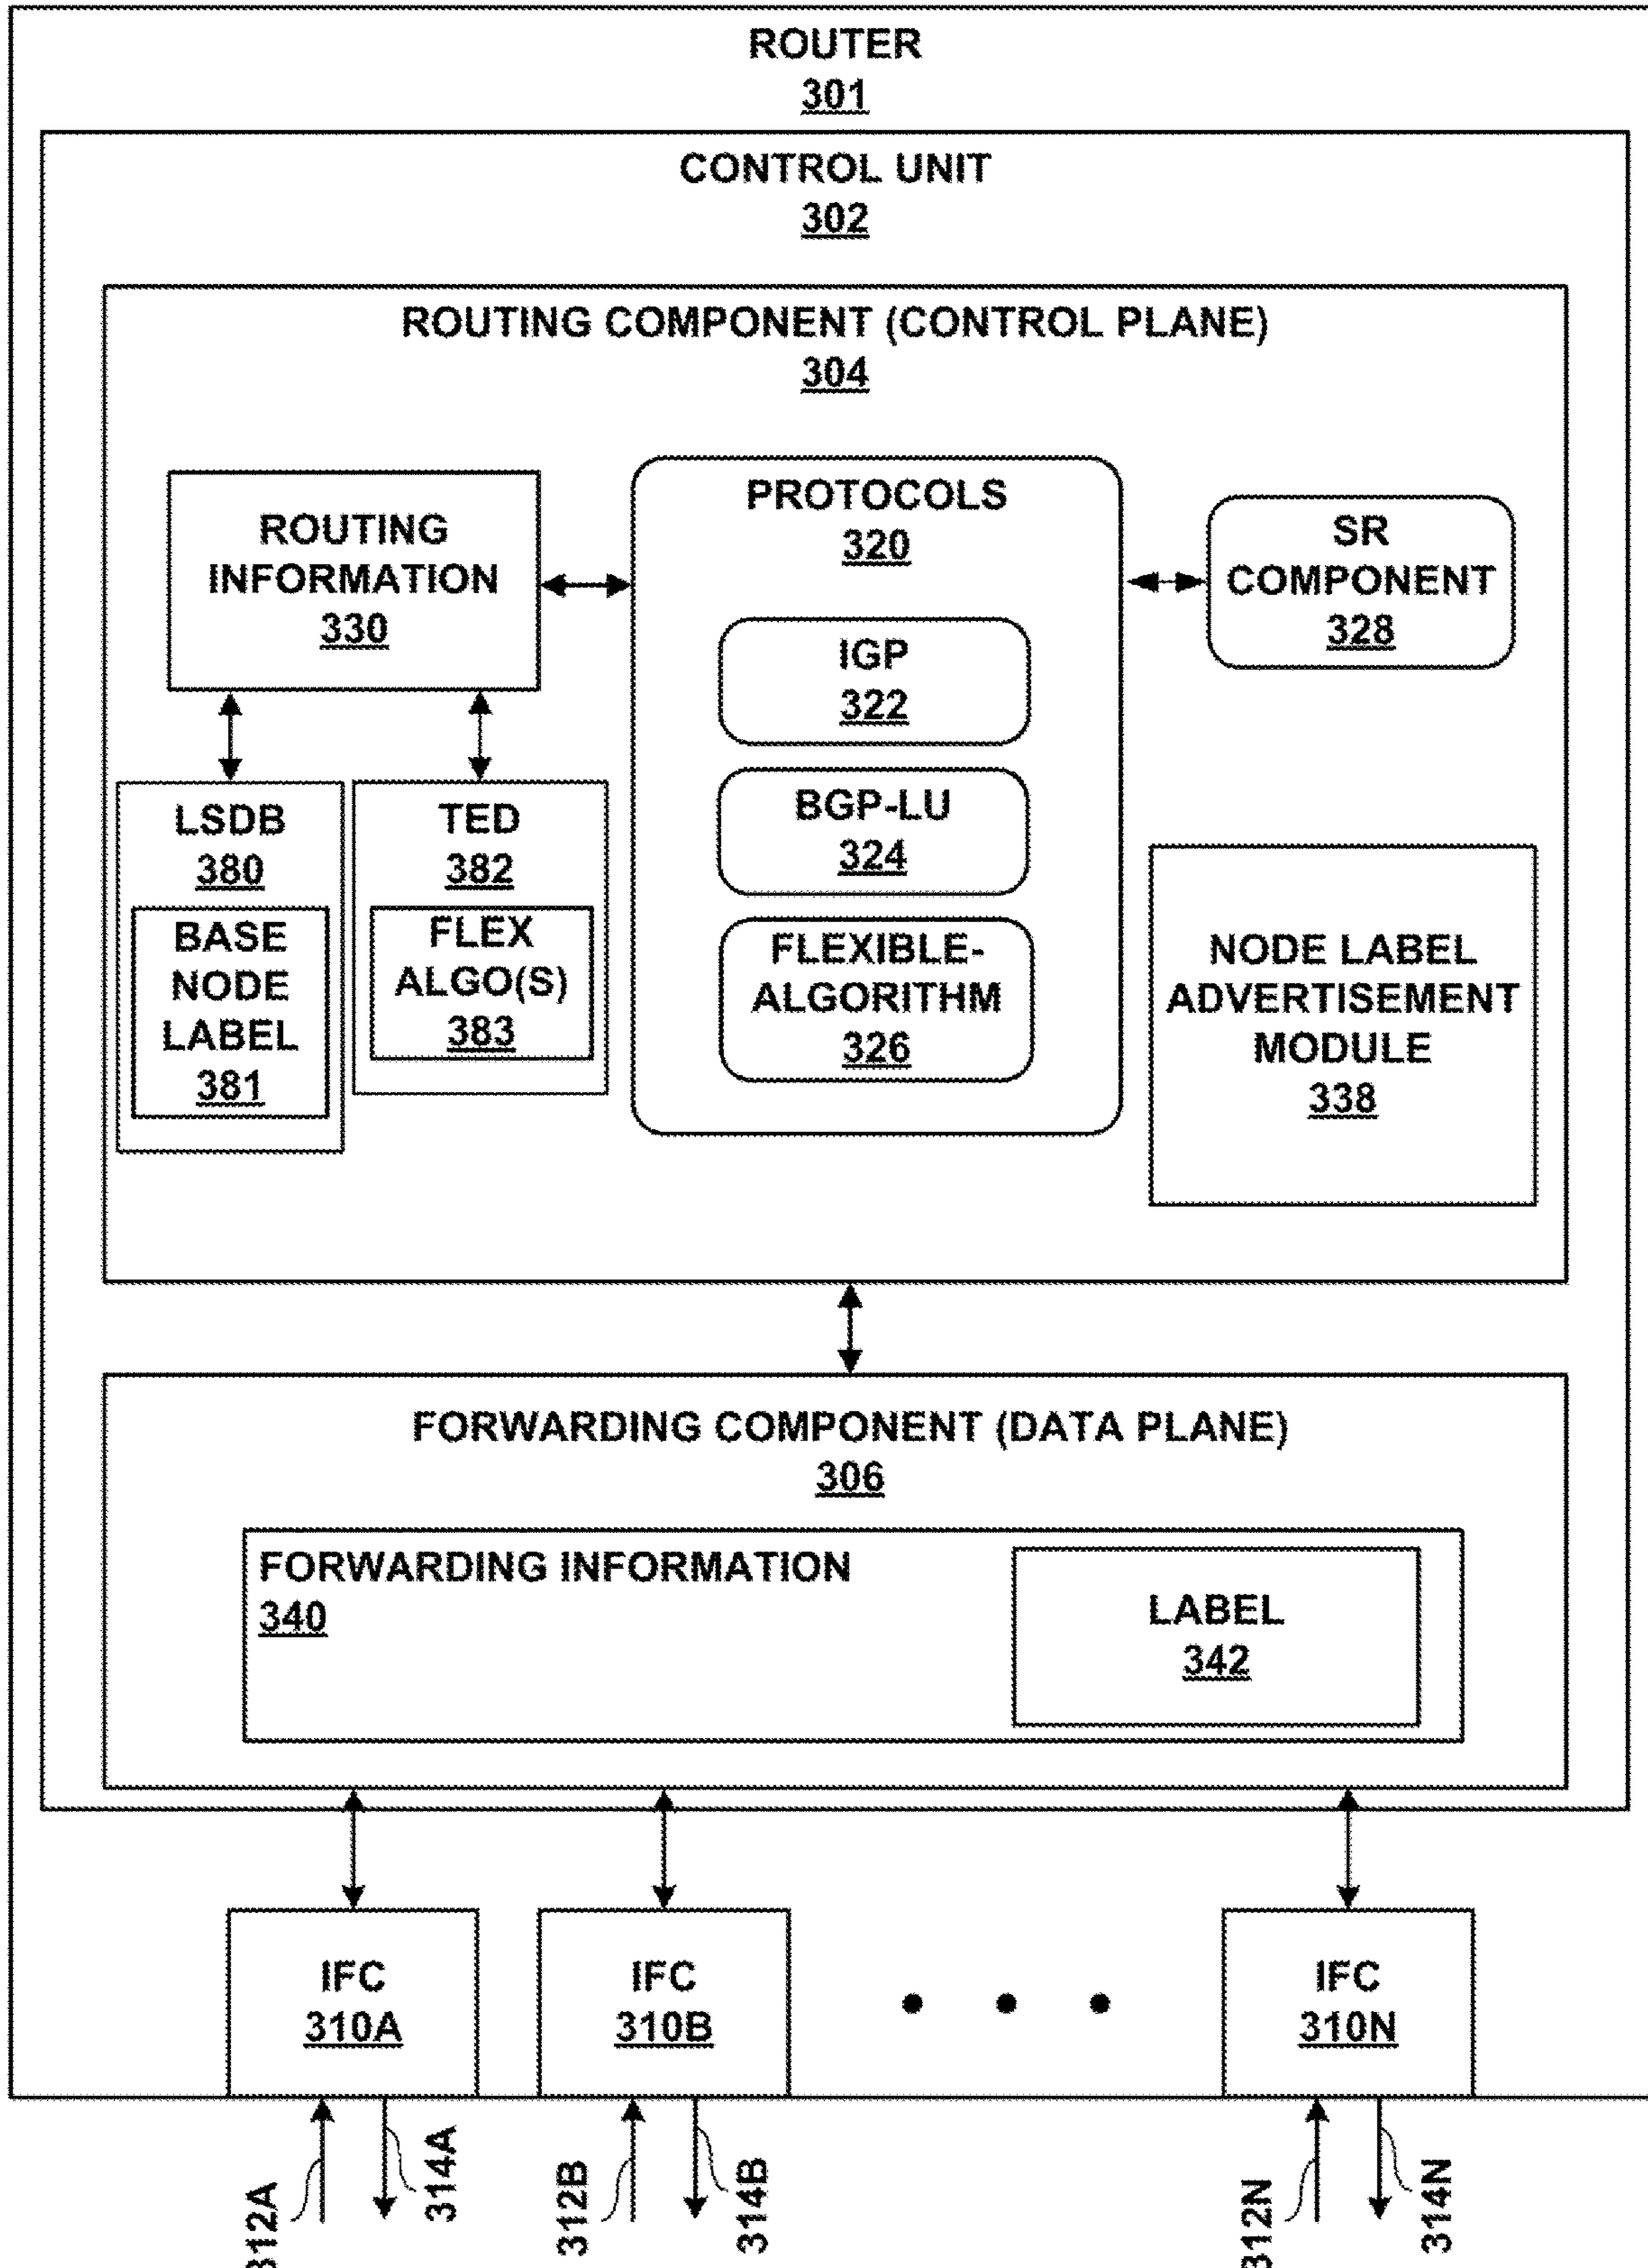 ROUTER
301
CONTROL UNIT
302
ROUTING COMPONENT (CONTROL PLANE)
304
ROUTING
INFORMATION
330
PROTOCOLS
320
SR
COMPONENT
328
IGP
322
BGP-LU
324
FLEXIBLE-
ALGORITHM
326
LSDB
380
BASE
NODE
LABEL
381
TED
382
FLEX
ALGO(S)
383
NODE LABEL
ADVERTISEMENT
MODULE
338
FORWARDING COMPONENT (DATA PLANE)
306
FORWARDING INFORMATION
340
LABEL
342
IFC
310A
IFC
310B
IFC
310N
312A
314A
312B
314B
312N
314N